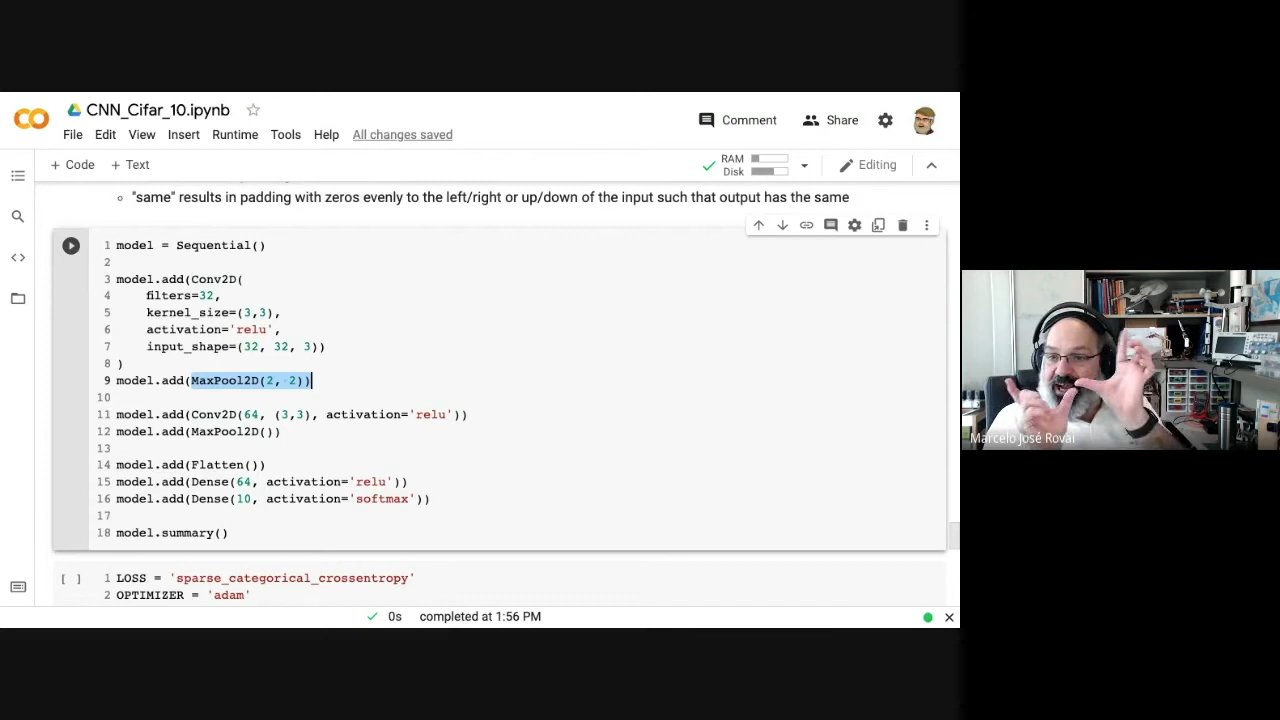 CNN_Cifar_10.ipynb
Comment
Share
File Edit View Insert Runtime Tools Help All changes saved
+ Code + Text
RAM
Disk
Editing
"same" results in padding with zeros evenly to the left/right or up/down of the input such that output has the same
1 model = Sequential()
2
3 model.add(Conv2D(
4 filters=32,
5 kernel_size=(3,3),
6 activation='relu',
7 input_shape=(32, 32, 3))
8 )
9 model.add(MaxPool2D(2, 2))
10
11 model.add(Conv2D(64, (3,3), activation='relu'))
12 model.add(MaxPool2D())
13
14 model.add(Flatten())
15 model.add(Dense(64, activation='relu'))
16 model.add(Dense(10, activation='softmax'))
17
18 model.summary()
[ ] 1 LOSS = 'sparse_categorical_crossentropy'
2 OPTIMIZER = 'adam'
0s completed at 1:56 PM
Marcelo José Rovai